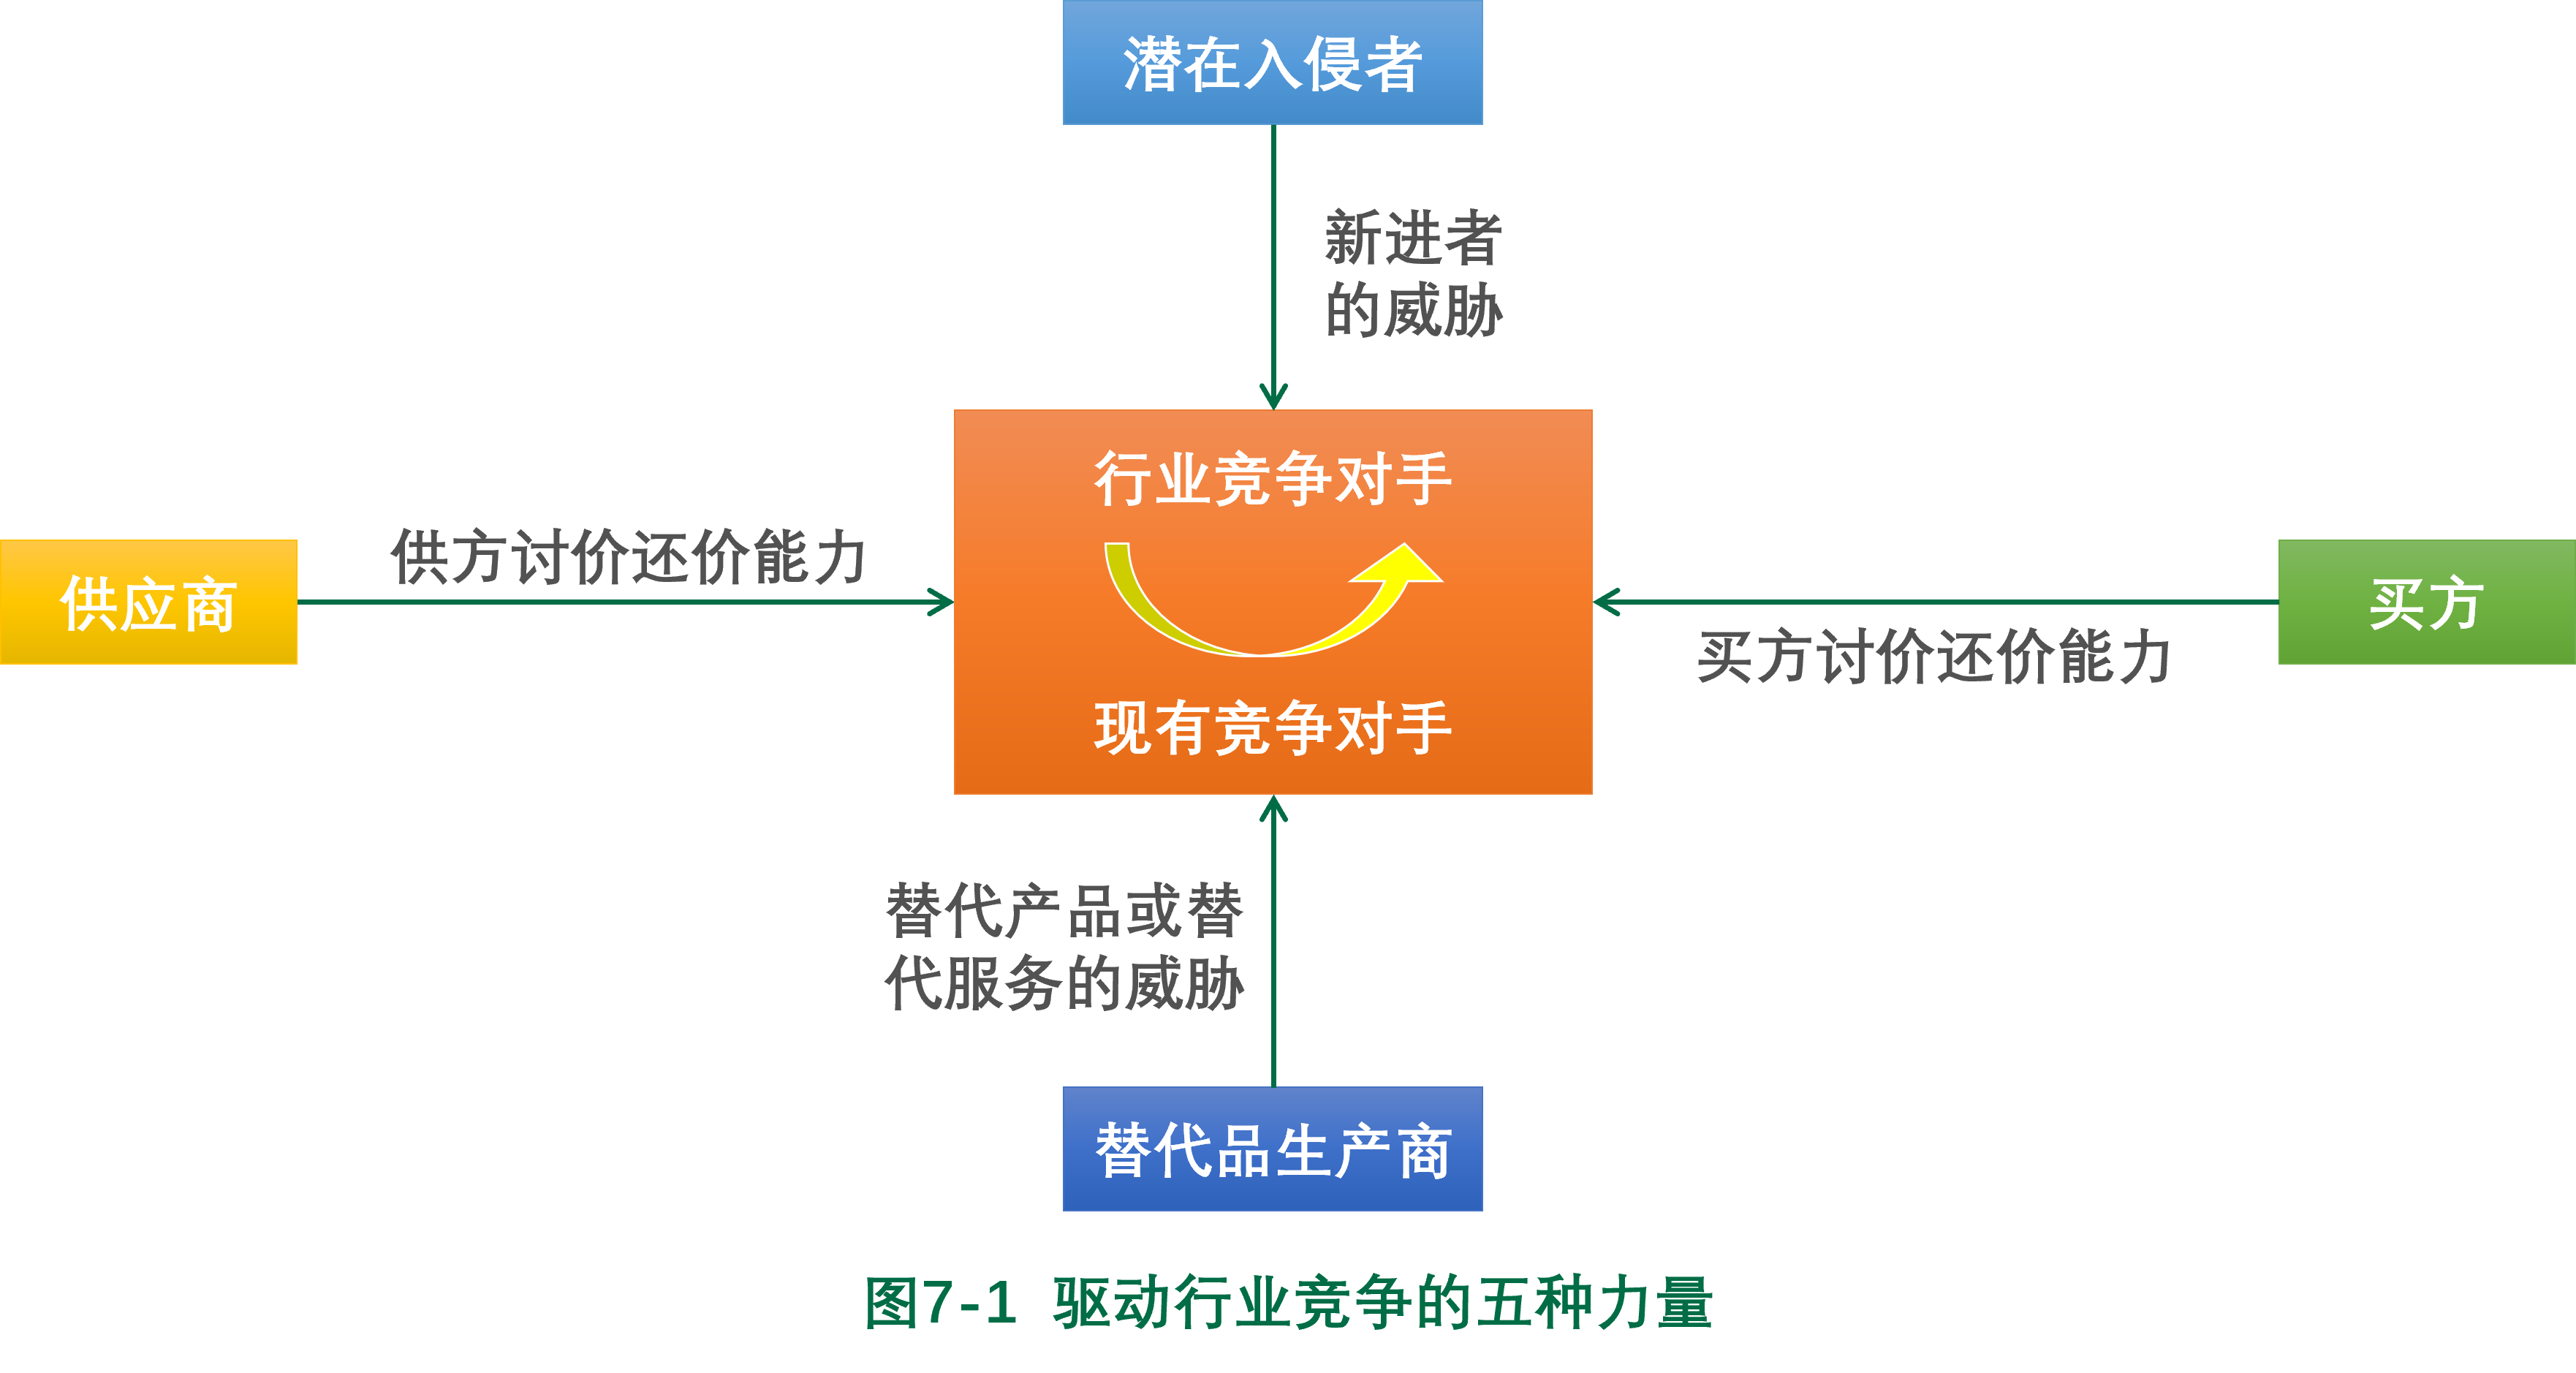 潜在入侵者
新进者
的威胁
行业竞争对手
供方讨价还价能力
供应商
买方
买方讨价还价能力
现有竞争对手
替代产品或替
代服务的威胁
替代品生产商
图7-1 驱动行业竞争的五种力量